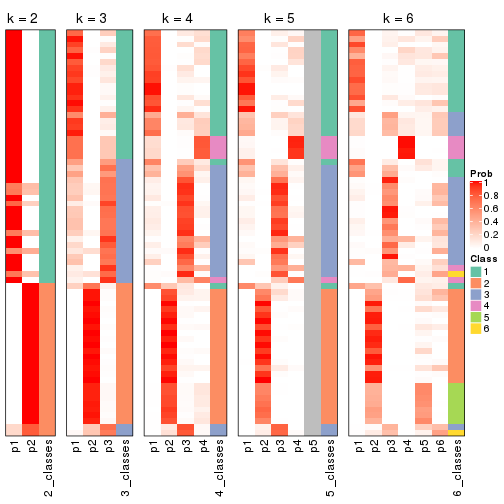 k = 2
k = 3
k = 4
k = 5
k = 6
Prob
1
0.8
0.6
0.4
0.2
0
Class
1
2
3
4
5
6
p1
p2
2_classes
p1
p2
p3
3_classes
p1
p2
p3
p4
4_classes
p1
p2
p3
p4
p5
5_classes
p1
p2
p3
p4
p5
p6
6_classes